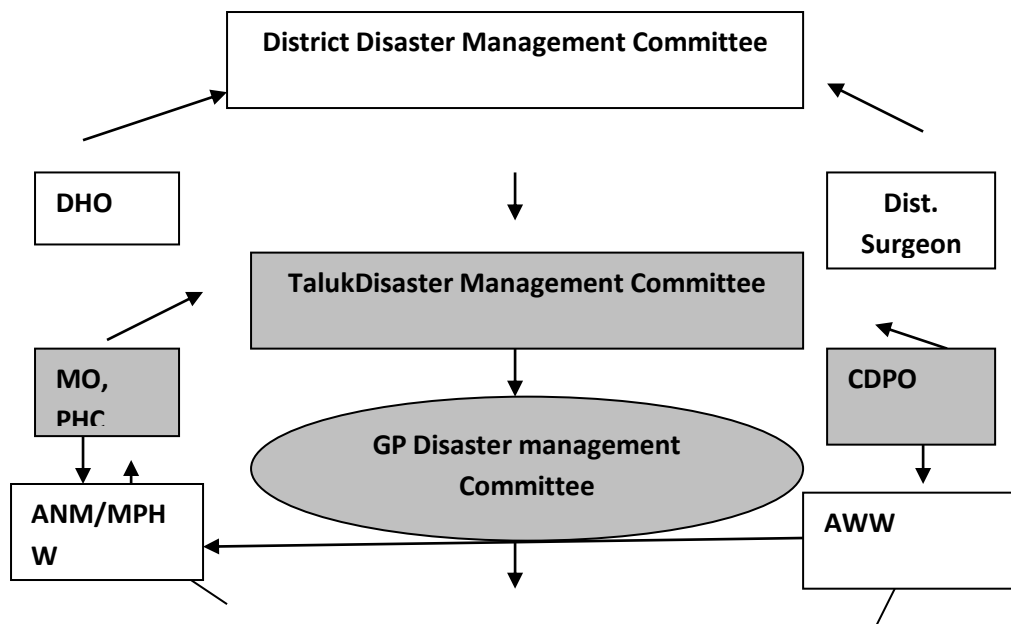 District Disaster Management Committee
DHO
Dist.
Surgeon
TalukDisaster Management Committee
MO,
PHC
CDPO
GP Disaster management
Committee
ANM/MPH
W
AWW